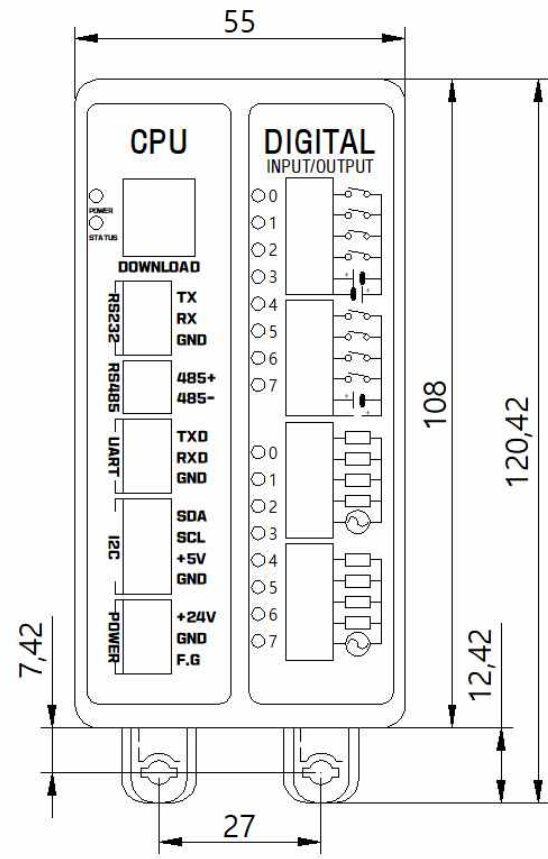 55
CPU
DIGITAL
INPUT/OUTPUT
POWER
STATUS
DOWNLOAD
RS232
TX
RX
GND
RS485
485+
485-
UART
TXD
RXD
GND
I2C
SDA
SCL
+5V
GND
POWER
+24V
GND
F.G
0
1
2
3
4
5
6
7
0
1
2
3
4
5
6
7
108
120,42
7,42
12,42
27